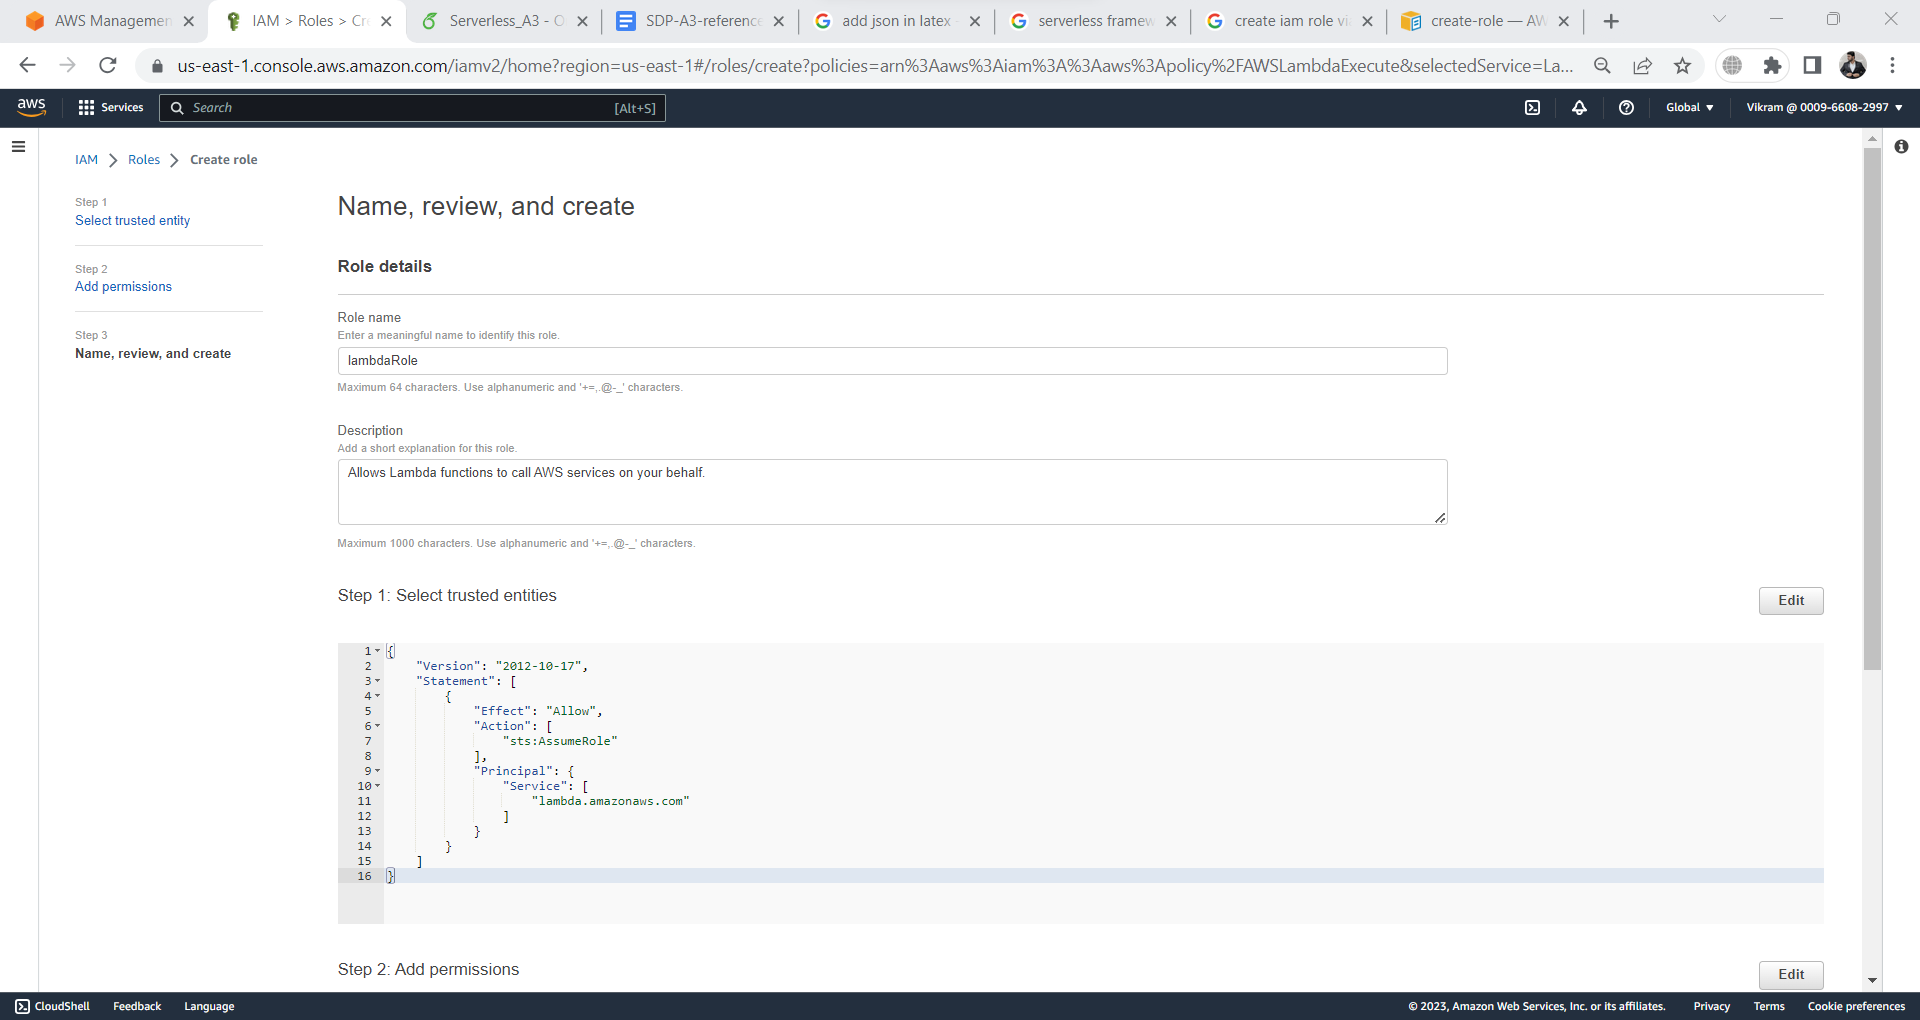 AWS Managemen
IAM > Roles > Cr
Serverless_A3 - O
SDP-A3-reference
add json in latex -
serverless framew
create iam role vi
create-role — AW
us-east-1.console.aws.amazon.com/iamv2/home?region=us-east-1#/roles/create?policies=arn%3Aaws%3Aiam%3A%3Aaws%3Apolicy%2FAWSLambdaExecute&selectedService=La...
aws
Services
Search
[Alt+S]
Global
Vikram @ 0009-6608-2997
IAM > Roles > Create role
Step 1
Select trusted entity
Step 2
Add permissions
Step 3
Name, review, and create
Name, review, and create
Role details
Role name
Enter a meaningful name to identify this role.
lambdaRole
Maximum 64 characters. Use alphanumeric and '+=,.@-_' characters.
Description
Add a short explanation for this role.
Allows Lambda functions to call AWS services on your behalf.
Maximum 1000 characters. Use alphanumeric and '+=,.@-_' characters.
Step 1: Select trusted entities
Edit
1 {
2 "Version": "2012-10-17",
3 "Statement": [
4 {
5 "Effect": "Allow",
6 "Action": [
7 "sts:AssumeRole"
8 ],
9 "Principal": {
10 "Service": [
11 "lambda.amazonaws.com"
12 ]
13 }
14 }
15 ]
16 }
Step 2: Add permissions
Edit
CloudShell
Feedback
Language
© 2023, Amazon Web Services, Inc. or its affiliates.
Privacy
Terms
Cookie preferences